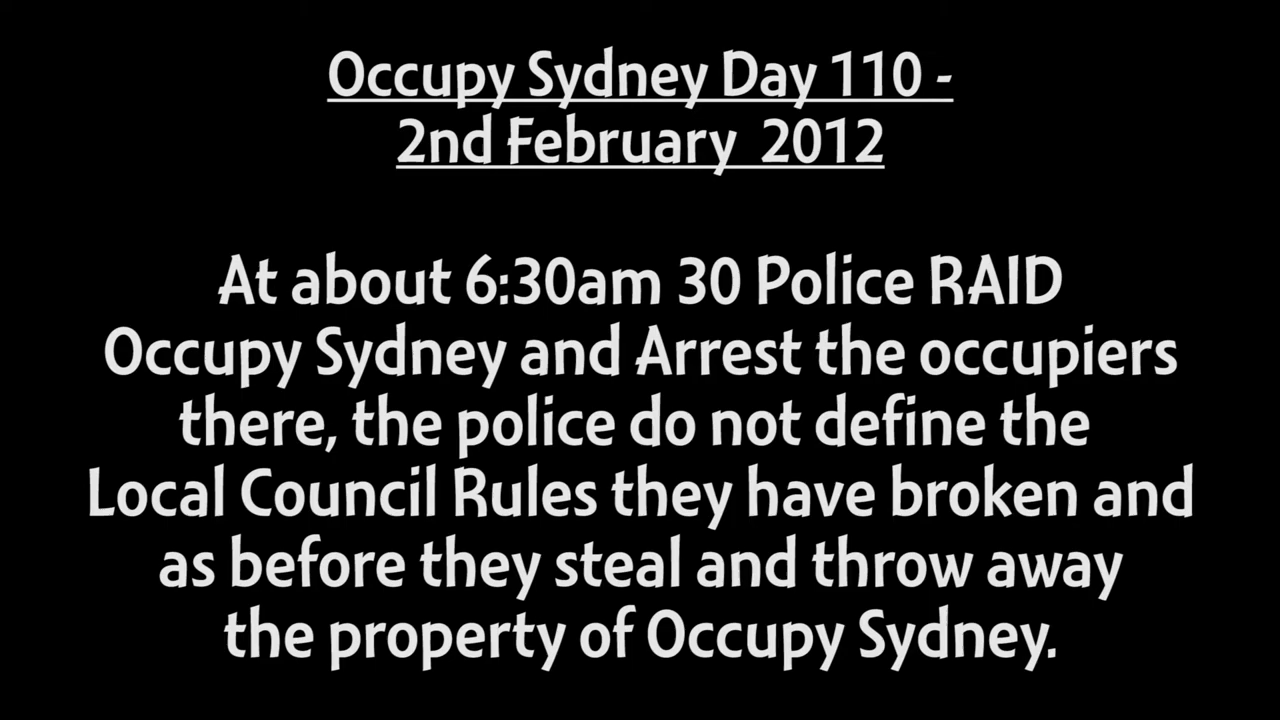 Occupy Sydney Day 110 -
2nd February 2012
At about 6:30am 30 Police RAID
Occupy Sydney and Arrest the occupiers
there, the police do not define the
Local Council Rules they have broken and
as before they steal and throw away
the property of Occupy Sydney.